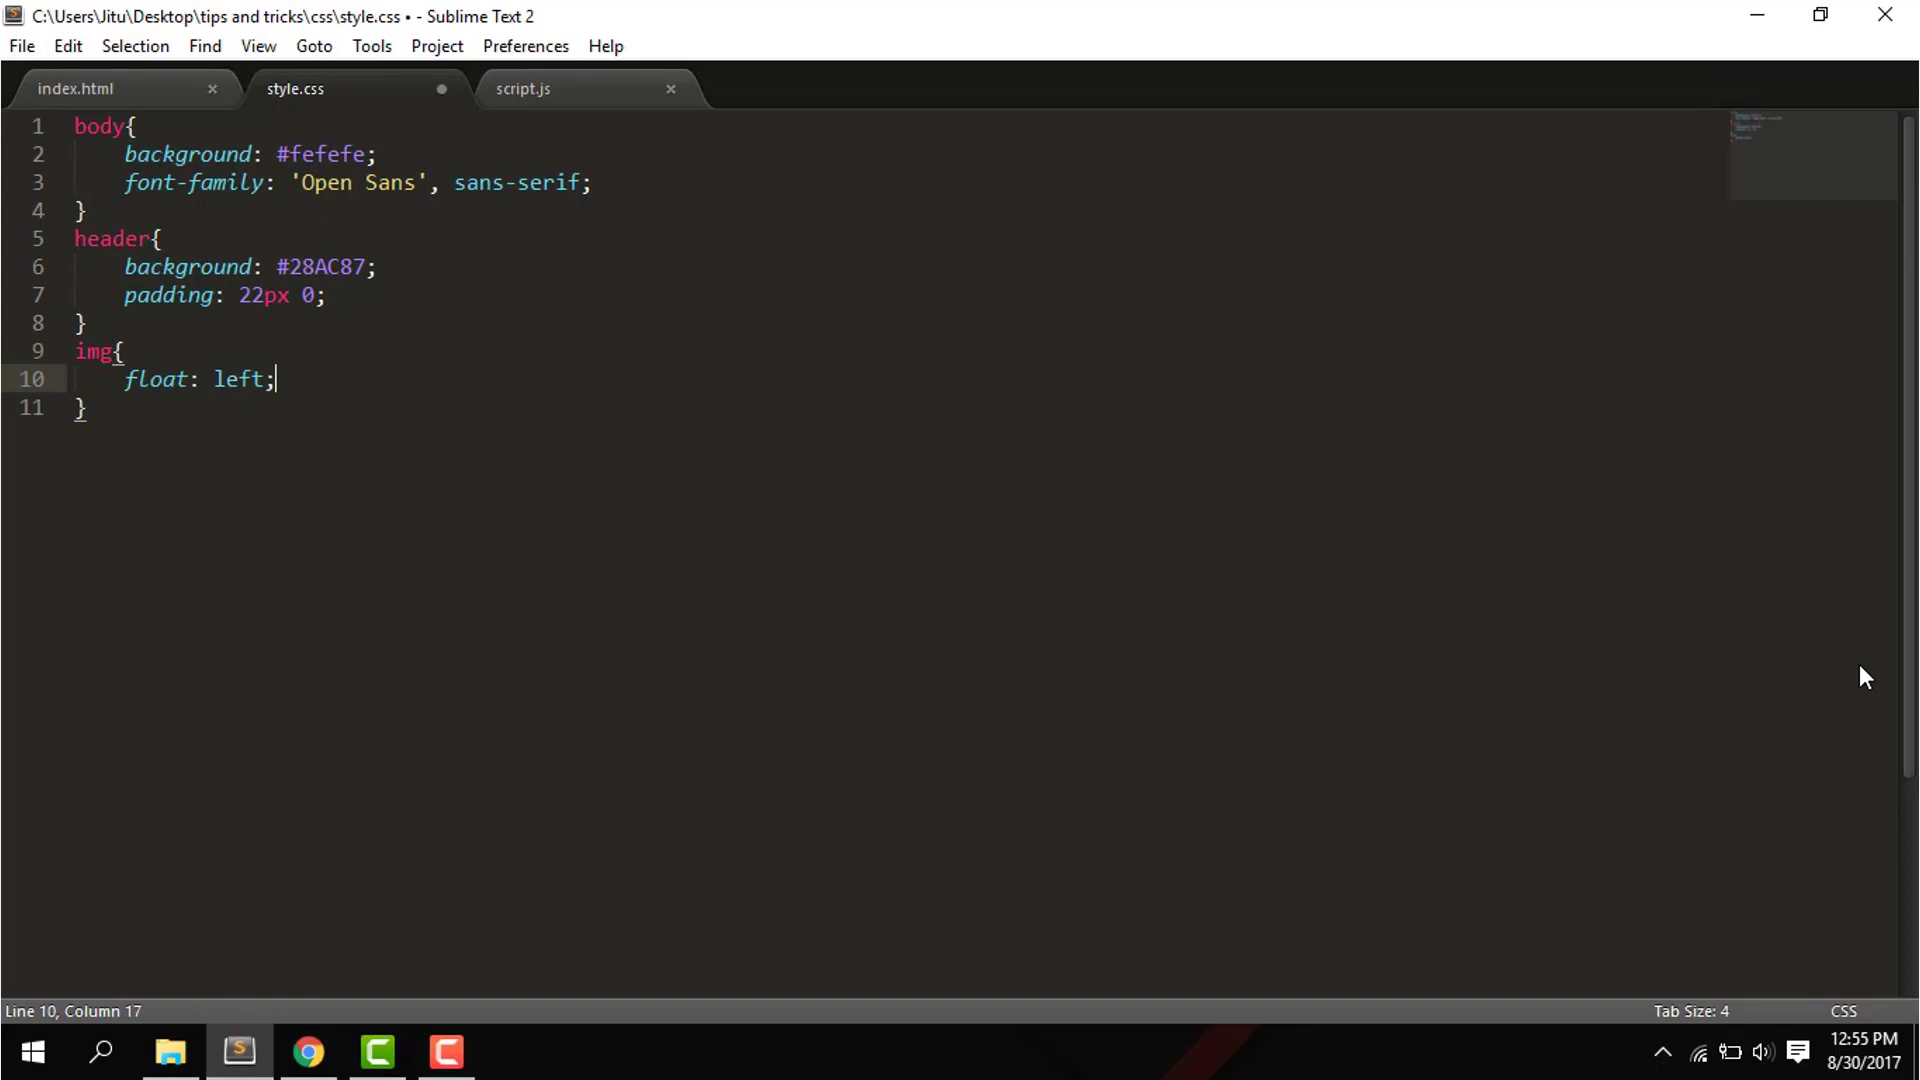 C:\Users\Jitu\Desktop\tips and tricks\css\style.css • - Sublime Text 2
File Edit Selection Find View Goto Tools Project Preferences Help
index.html × style.css script.js ×
1 body{
2 background: #fefefe;
3 font-family: 'Open Sans', sans-serif;
4 }
5 header{
6 background: #28AC87;
7 padding: 22px 0;
8 }
9 img{
10 float: left;
11 }
Line 10, Column 17 Tab Size: 4 CSS
12:55 PM
8/30/2017